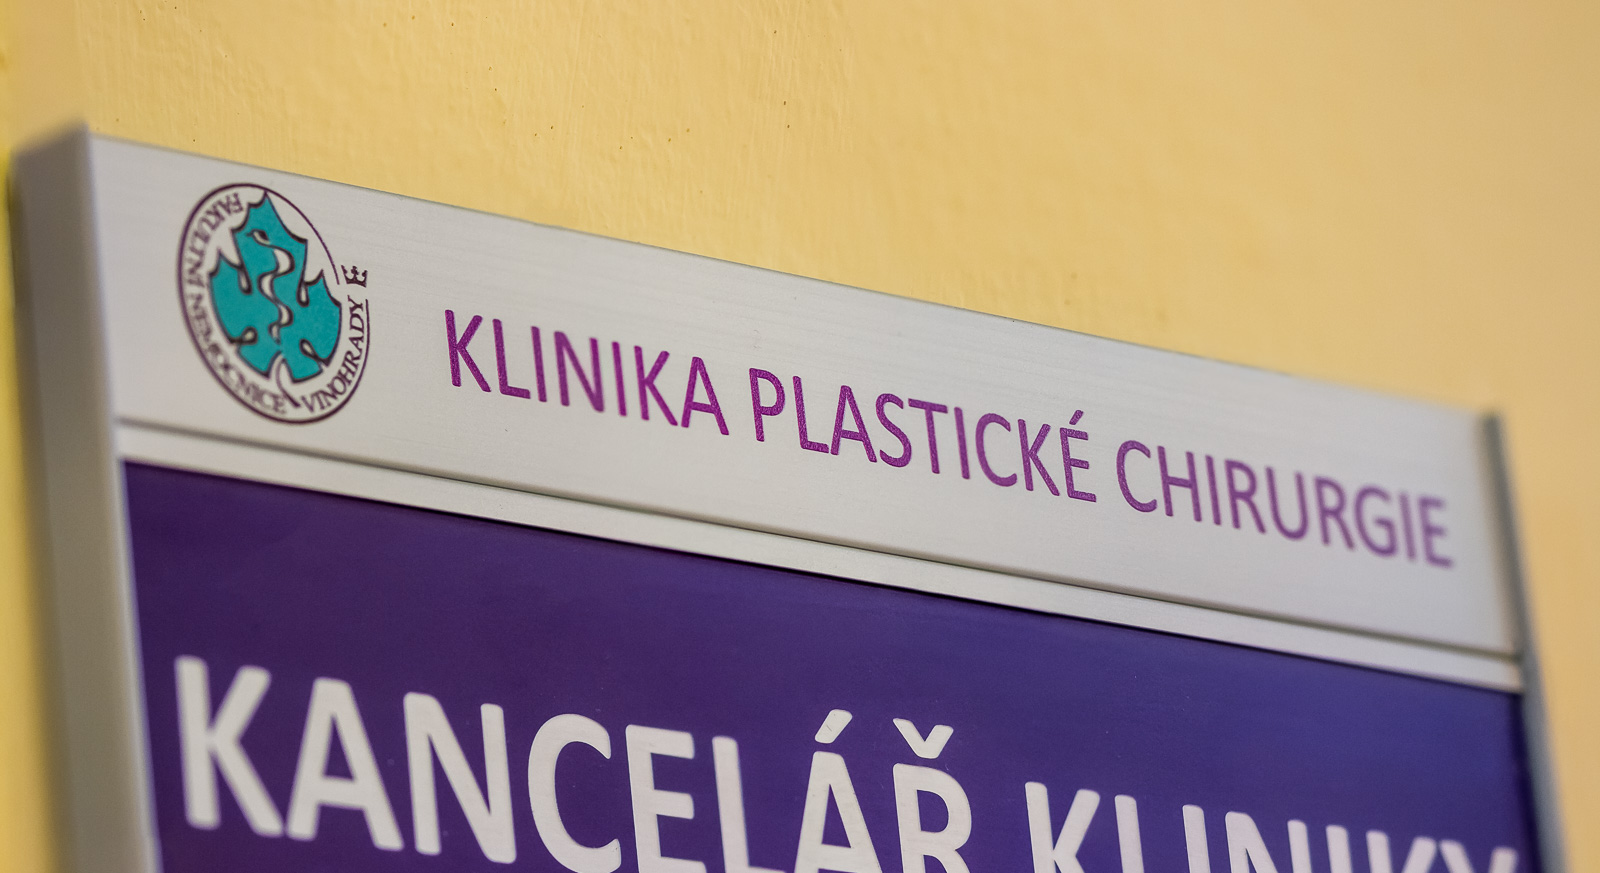 FAKULTNÍ NEMOCNICE VINOHRADY
KLINIKA PLASTICKÉ CHIRURGIE
KANCELÁŘ KLINIKY